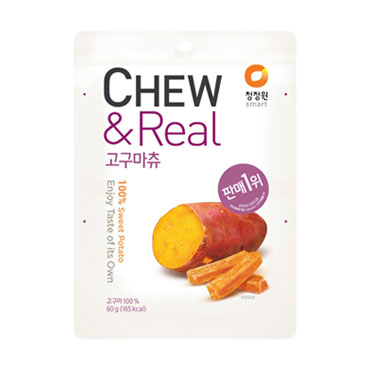 CHEW
& Real
고구마츄
청정원
smart
100% Sweet Potato
Enjoy Taste of its Own
판매1위
고구마 100 %
60 g (165 kcal)